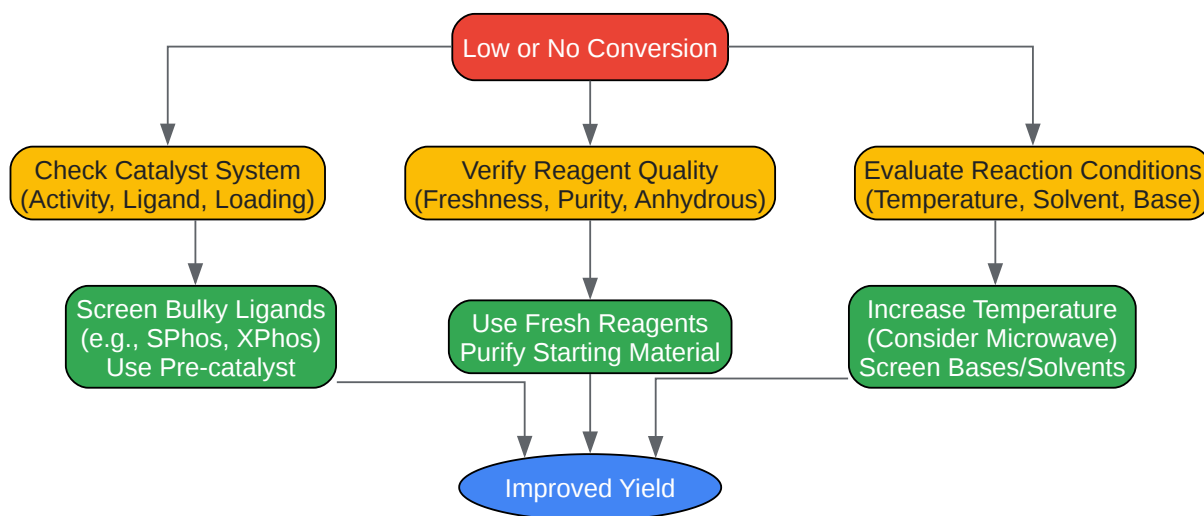 Low or No Conversion
Check Catalyst System
(Activity, Ligand, Loading)
Verify Reagent Quality
(Freshness, Purity, Anhydrous)
Evaluate Reaction Conditions
(Temperature, Solvent, Base)
Screen Bulky Ligands
(e.g., SPhos, XPhos)
Use Pre-catalyst
Use Fresh Reagents
Purify Starting Material
Increase Temperature
(Consider Microwave)
Screen Bases/Solvents
Improved Yield